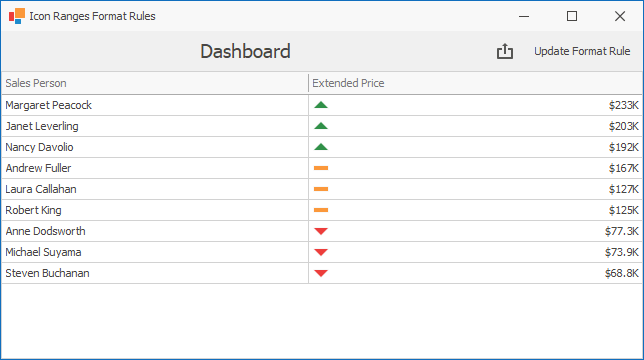 Icon Ranges Format Rules
Dashboard Update Format Rule
Sales Person Extended Price
Margaret Peacock $233K
Janet Leverling $203K
Nancy Davolio $192K
Andrew Fuller $167K
Laura Callahan $127K
Robert King $125K
Anne Dodsworth $77.3K
Michael Suyama $73.9K
Steven Buchanan $68.8K